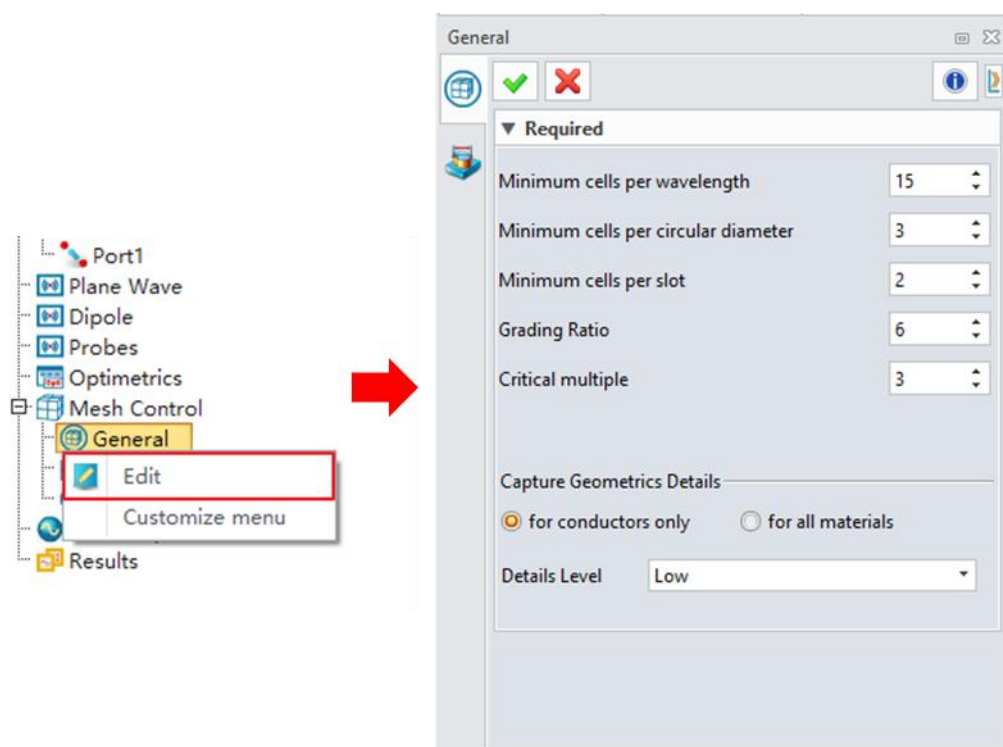 Port1
Plane Wave
Dipole
Probes
Optimetrics
Mesh Control
General
Edit
Customize menu
Results
General
Required
Minimum cells per wavelength 15
Minimum cells per circular diameter 3
Minimum cells per slot 2
Grading Ratio 6
Critical multiple 3
Capture Geometrics Details
for conductors only for all materials
Details Level Low